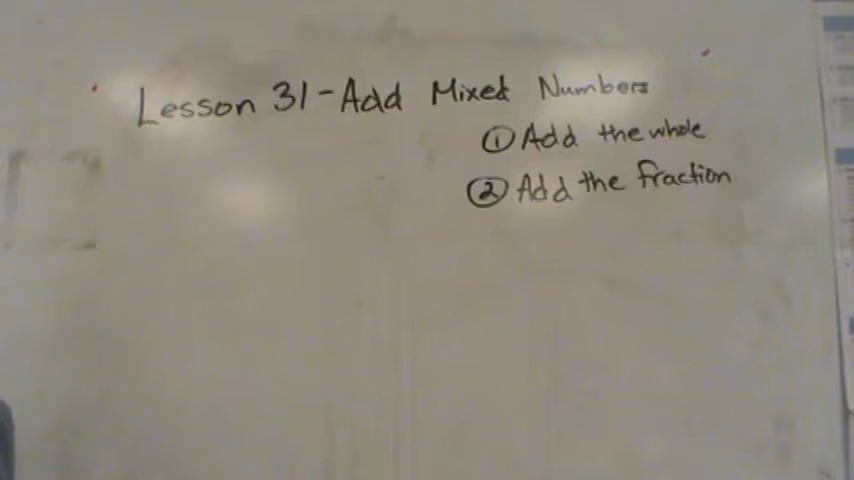 Lesson 31-Add Mixed Numbers
① Add the whole
② Add the fraction